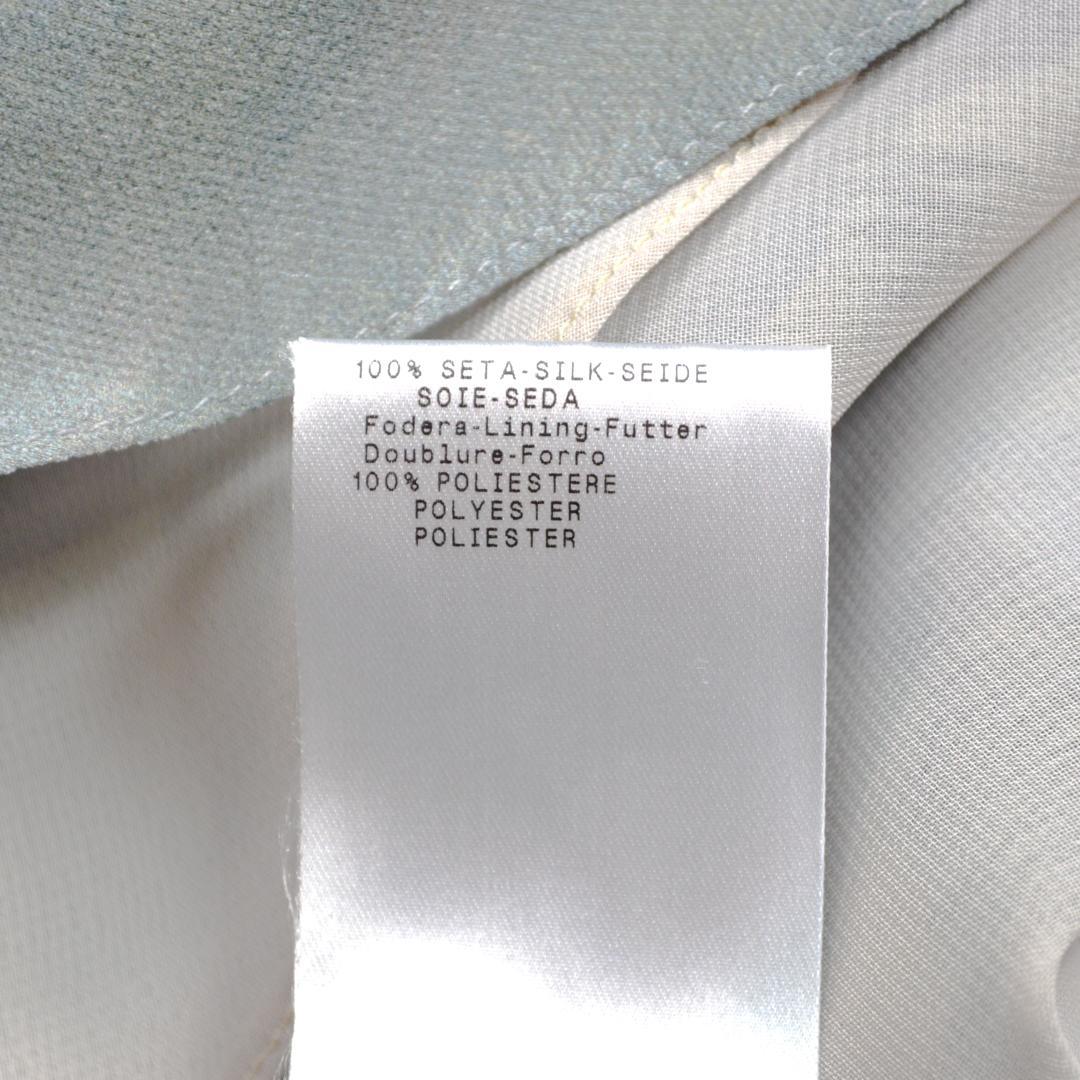 100% SETA-SILK-SEIDE
SOIE-SEDA
Fodera-Lining-Futter
Doublure-Forro
100% POLIESTERE
POLYESTER
POLIESTER